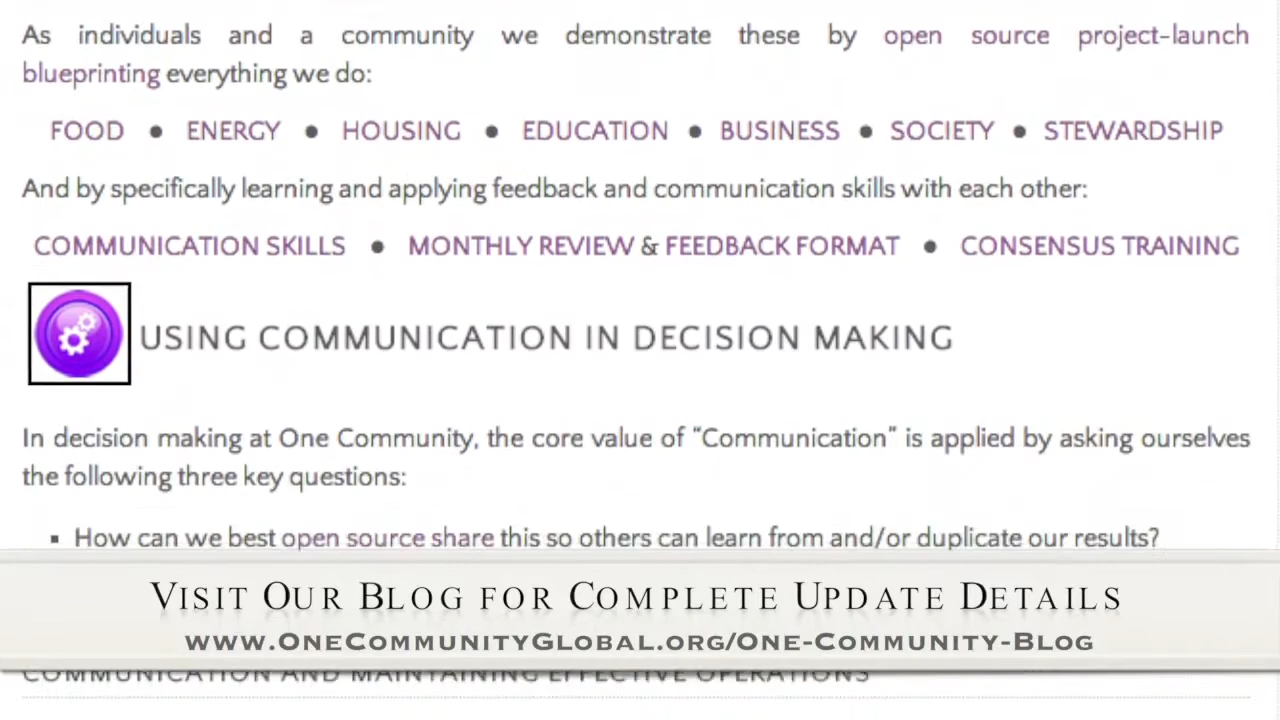 As individuals and a community we demonstrate these by open source project-launch
blueprinting everything we do:
FOOD ● ENERGY ● HOUSING ● EDUCATION ● BUSINESS ● SOCIETY ● STEWARDSHIP
And by specifically learning and applying feedback and communication skills with each other:
COMMUNICATION SKILLS ● MONTHLY REVIEW & FEEDBACK FORMAT ● CONSENSUS TRAINING
USING COMMUNICATION IN DECISION MAKING
In decision making at One Community, the core value of “Communication” is applied by asking ourselves
the following three key questions:
▪ How can we best open source share this so others can learn from and/or duplicate our results?
VISIT OUR BLOG FOR COMPLETE UPDATE DETAILS
WWW.ONECOMMUNITYGLOBAL.ORG/ONE-COMMUNITY-BLOG
COMMUNICATION AND MAINTAINING EFFECTIVE OPERATIONS